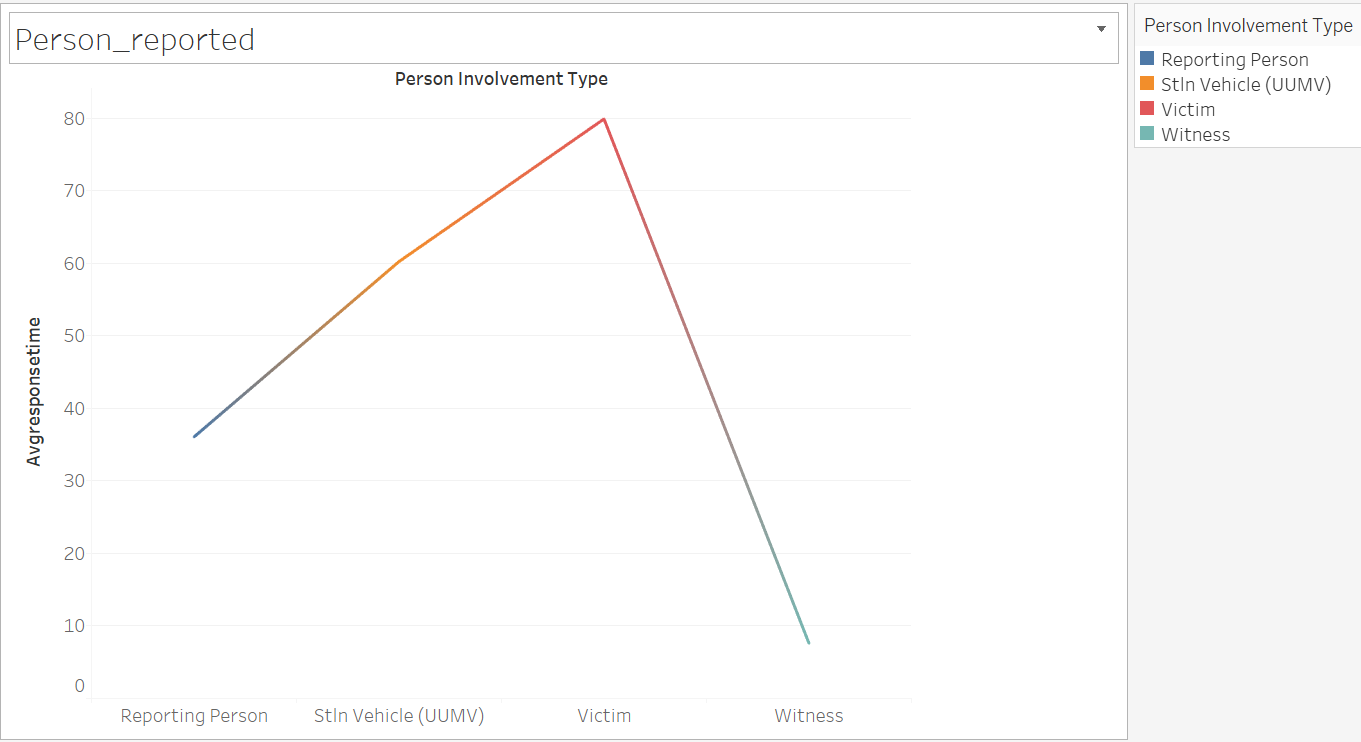 Person_reported
Person Involvement Type
80
70
60
50
40
30
20
10
0
Avgresponsetime
Reporting Person
Stln Vehicle (UUMV)
Victim
Witness
Person Involvement Type
Reporting Person
Stln Vehicle (UUMV)
Victim
Witness